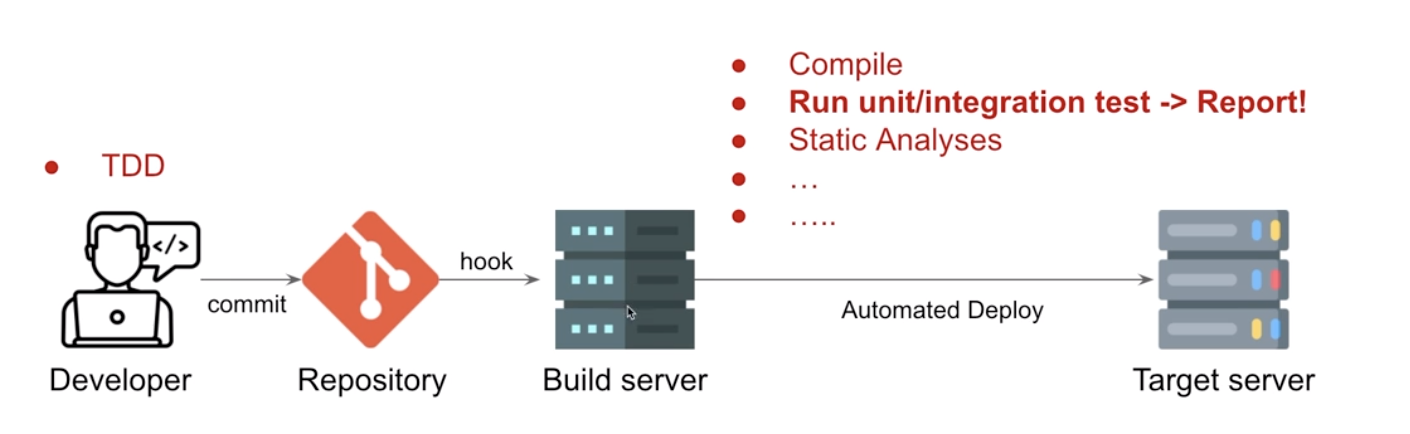 Compile
Run unit/integration test -> Report!
Static Analyses
…
…..
TDD
</>
commit
hook
Automated Deploy
Developer
Repository
Build server
Target server